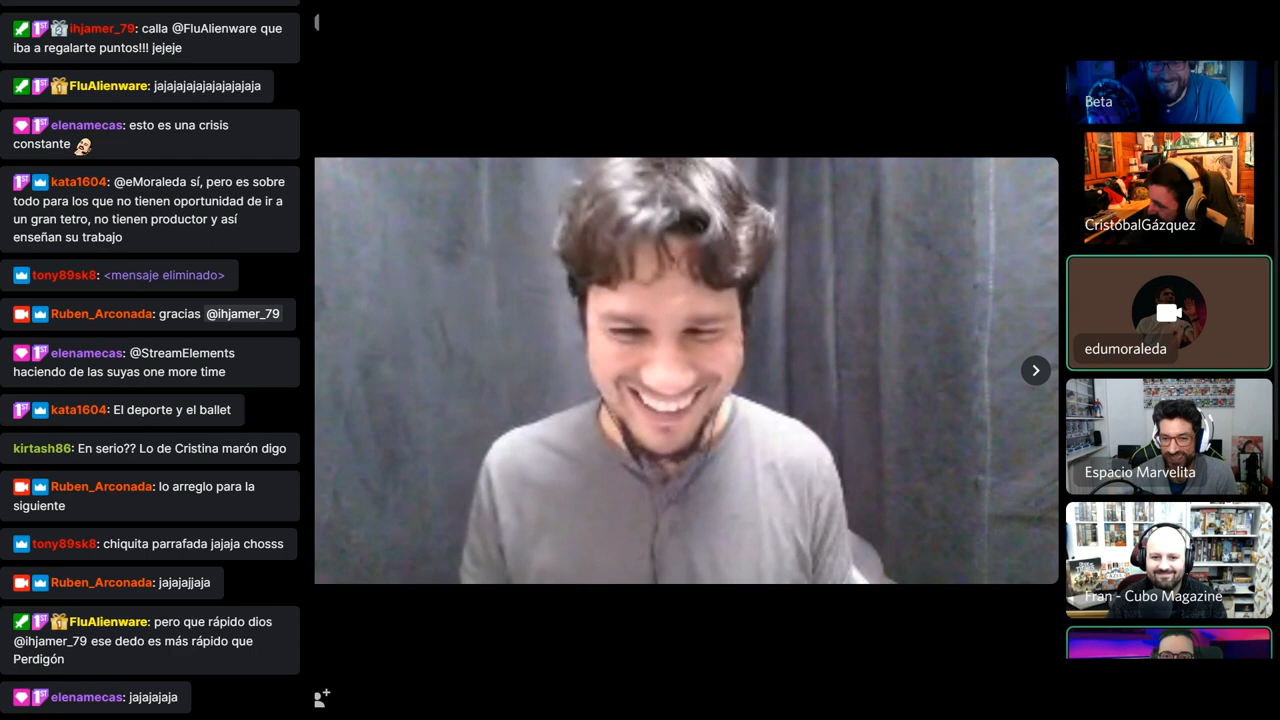 ihjamer_79: calla @FluAlienware que
iba a regalarte puntos!!! jejeje
FluAlienware: jajajajajajajajajaja
elenamecas: esto es una crisis
constante
kata1604: @eMoraleda sí, pero es sobre
todo para los que no tienen oportunidad de ir a
un gran tetro, no tienen productor y así
enseñan su trabajo
tony89sk8: <mensaje eliminado>
Ruben_Arconada: gracias @ihjamer_79
elenamecas: @StreamElements
haciendo de las suyas one more time
kata1604: El deporte y el ballet
kirtash86: En serio?? Lo de Cristina marón digo
Ruben_Arconada: lo arreglo para la
siguiente
tony89sk8: chiquita parrafada jajaja chosss
Ruben_Arconada: jajajajjaja
FluAlienware: pero que rápido dios
@ihjamer_79 ese dedo es más rápido que
Perdigón
elenamecas: jajajajaja
Beta
CristóbalGázquez
edumoraleda
Espacio Marvelita
Fran - Cubo Magazine